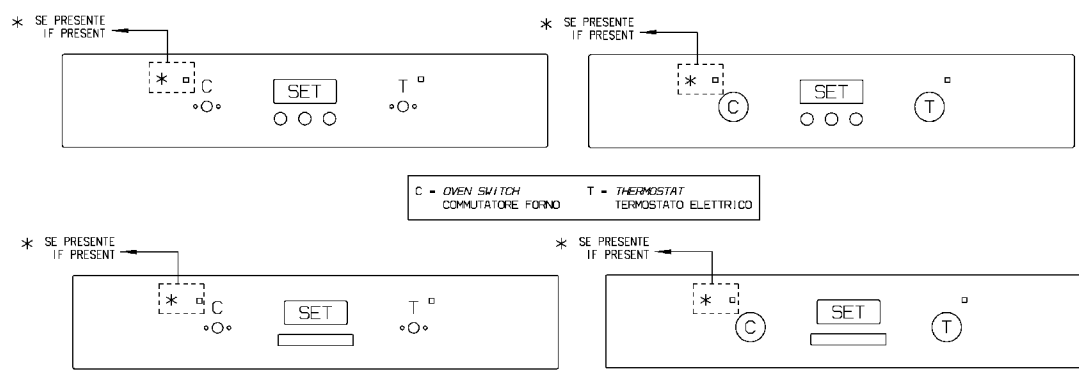 * SE PRESENTE
IF PRESENT
* C SET T
* SE PRESENTE
IF PRESENT
* C SET T
C = OVEN SWITCH T = THERMOSTAT
COMMUTATORE FORNO TERMOSTATO ELETTRICO
* SE PRESENTE
IF PRESENT
* C SET T
* SE PRESENTE
IF PRESENT
* C SET T